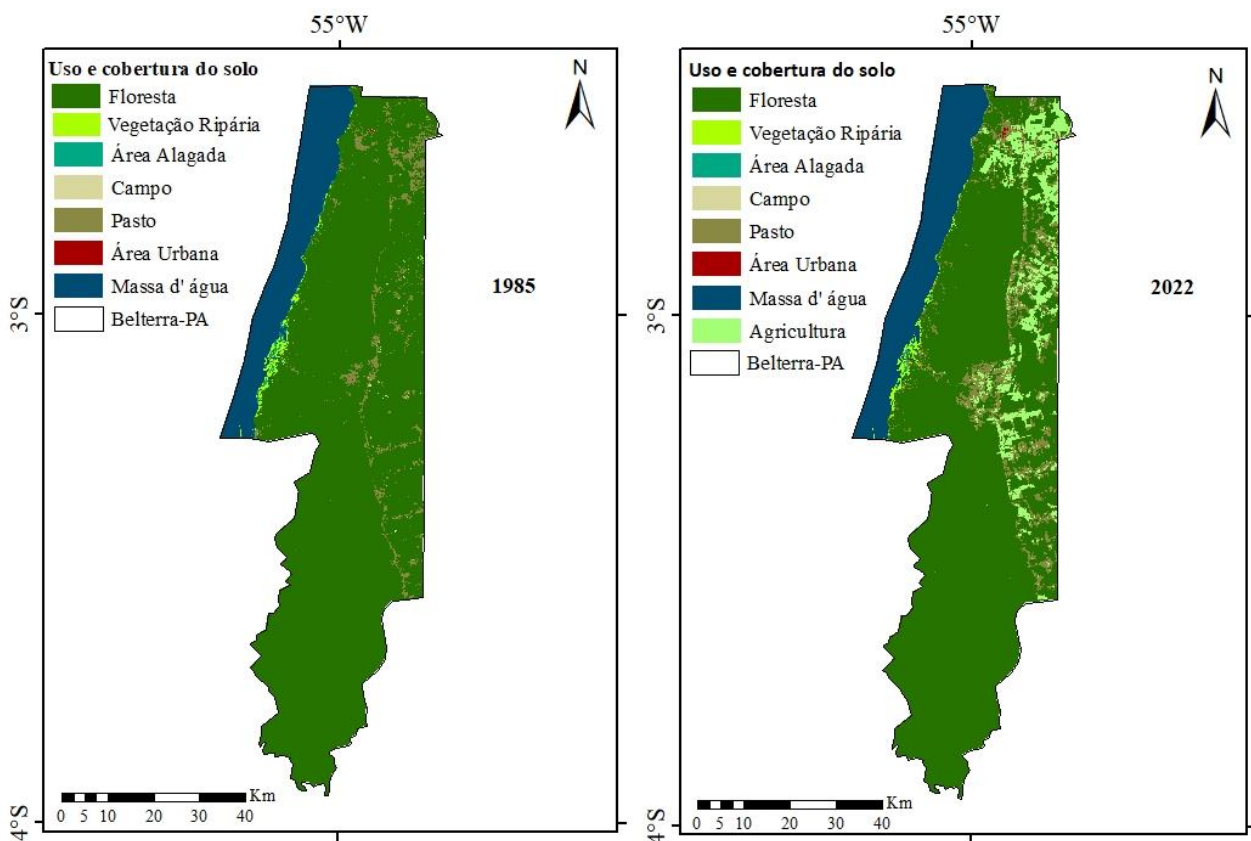 55°W
Uso e cobertura do solo
N
Floresta
Vegetação Ripária
Área Alagada
Campo
Pasto
Área Urbana
Massa d' água
Belterra-PA
1985
3°S
4°S
Km
0 5 10 20 30 40
55°W
Uso e cobertura do solo
N
Floresta
Vegetação Ripária
Área Alagada
Campo
Pasto
Área Urbana
Massa d' água
Agricultura
Belterra-PA
2022
3°S
4°S
Km
0 5 10 20 30 40